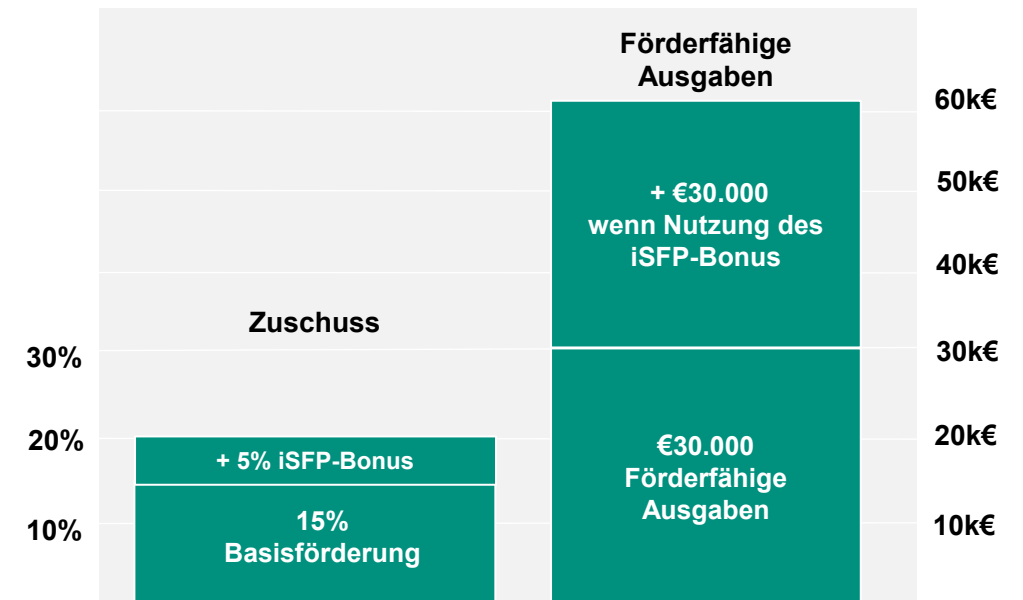 Förderfähige
Ausgaben
60k€
50k€
40k€
30k€
20k€
10k€
+ €30.000
wenn Nutzung des
iSFP-Bonus
€30.000
Förderfähige
Ausgaben
Zuschuss
30%
20%
10%
+ 5% iSFP-Bonus
15%
Basisförderung